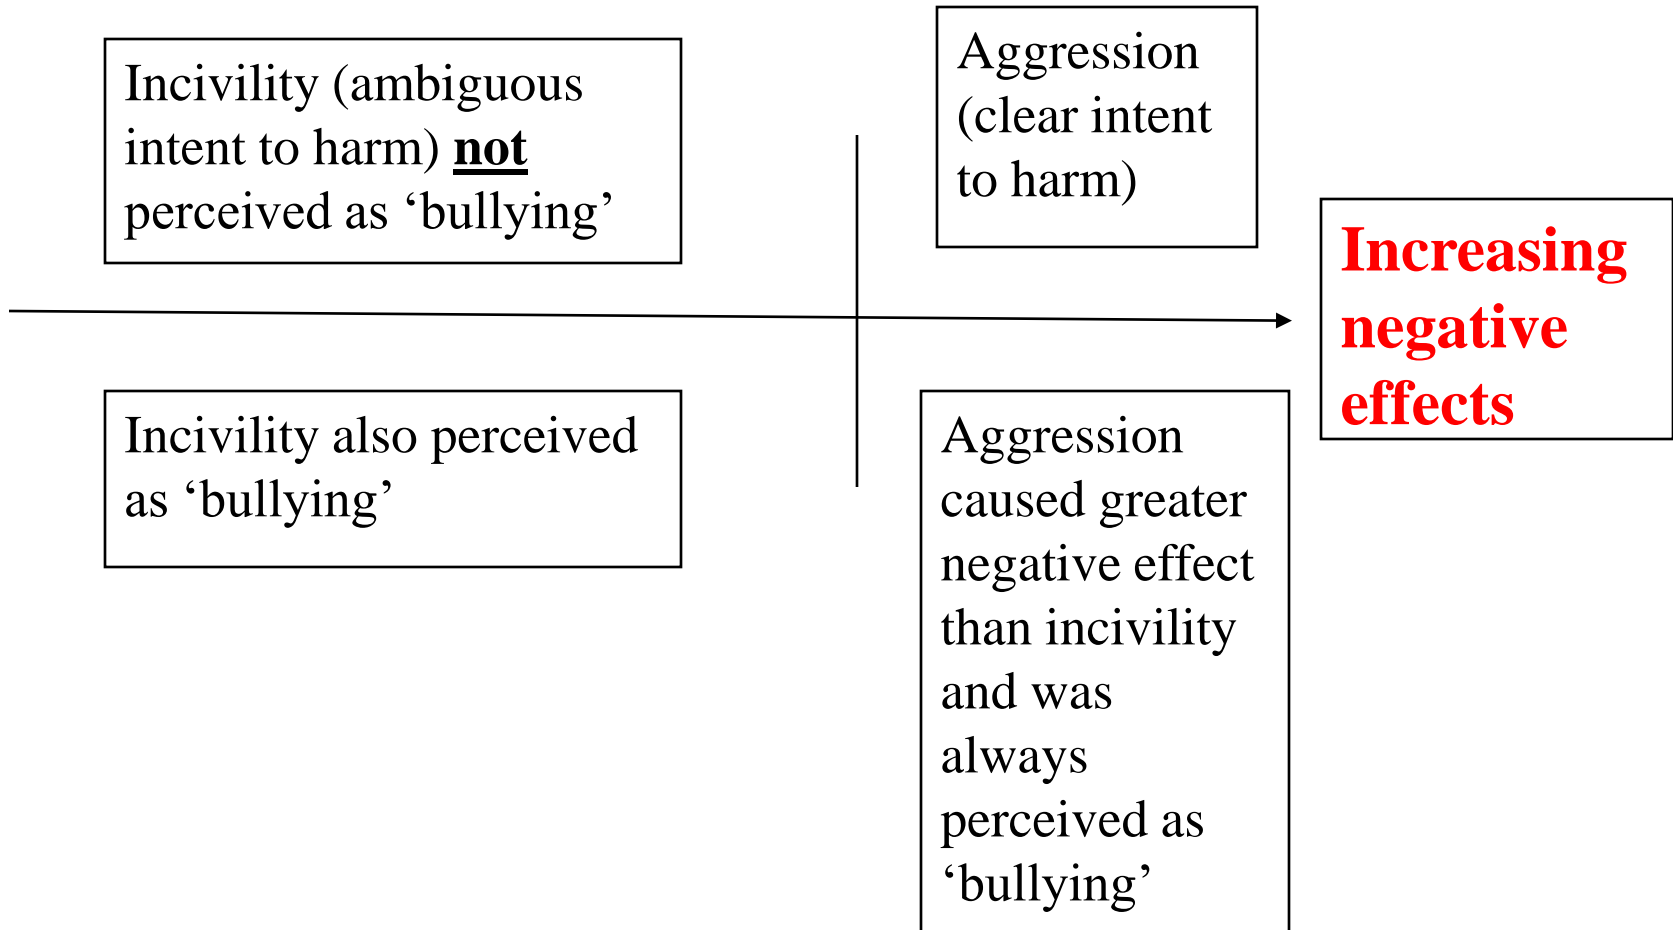 Incivility (ambiguous
intent to harm) not
perceived as ‘bullying’
Aggression
(clear intent
to harm)
Increasing
negative
effects
Incivility also perceived
as ‘bullying’
Aggression
caused greater
negative effect
than incivility
and was
always
perceived as
‘bullying’